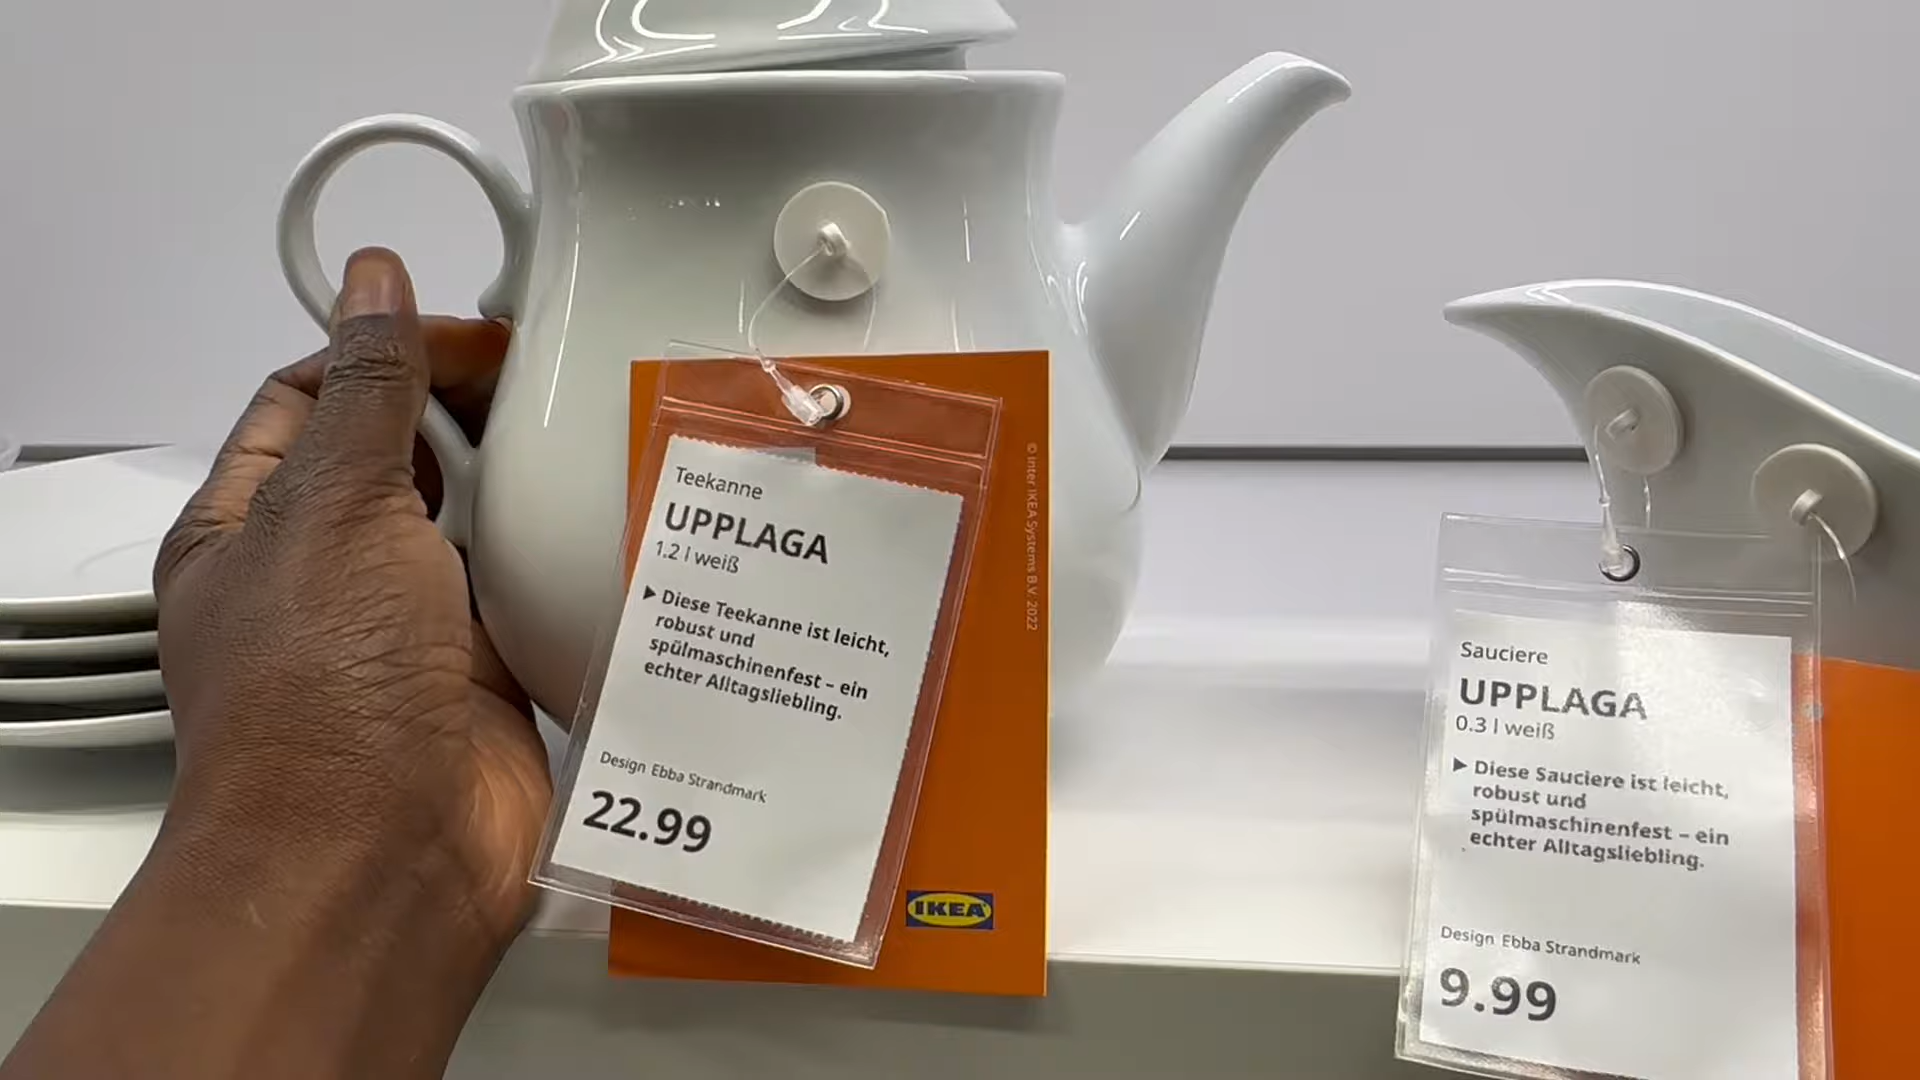 Teekanne
UPPLAGA
1.2 l weiß
▶ Diese Teekanne ist leicht,
robust und
spülmaschinenfest – ein
echter Alltagsliebling.
Design Ebba Strandmark
22.99
© Inter IKEA Systems B.V. 2022
IKEA
Sauciere
UPPLAGA
0.3 l weiß
▶ Diese Sauciere ist leicht,
robust und
spülmaschinenfest – ein
echter Alltagsliebling.
Design Ebba Strandmark
9.99